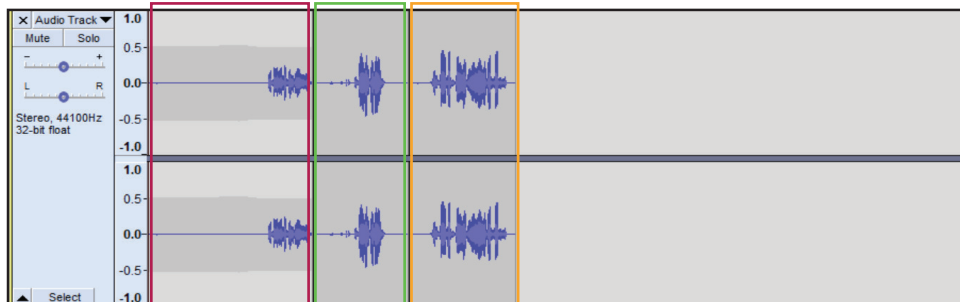 × Audio Track ▼
Mute Solo
- +
L R
Stereo, 44100Hz
32-bit float
Select
1.0
0.5-
0.0-
-0.5-
-1.0
1.0
0.5-
0.0-
-0.5-
-1.0